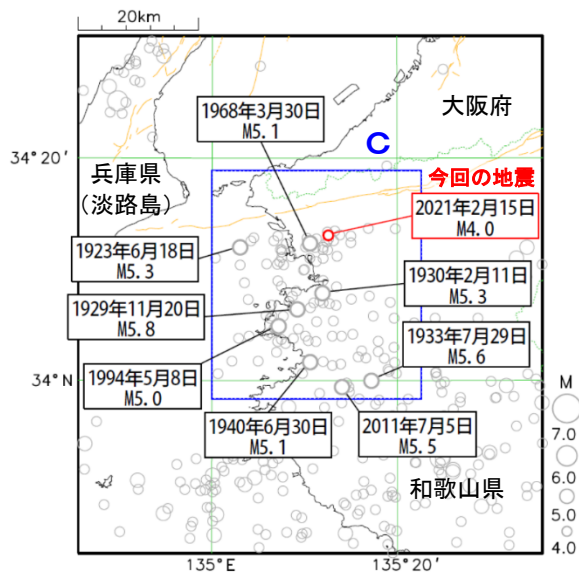 20km
大阪府
1968年3月30日
M5.1
C
34°20′
兵庫県
(淡路島)
今回の地震
2021年2月15日
M4.0
1923年6月18日
M5.3
1930年2月11日
M5.3
1929年11月20日
M5.8
1933年7月29日
M5.6
1994年5月8日
M5.0
34°N
1940年6月30日
M5.1
2011年7月5日
M5.5
M
7.0
6.0
5.0
4.0
和歌山県
135°E
135°20′